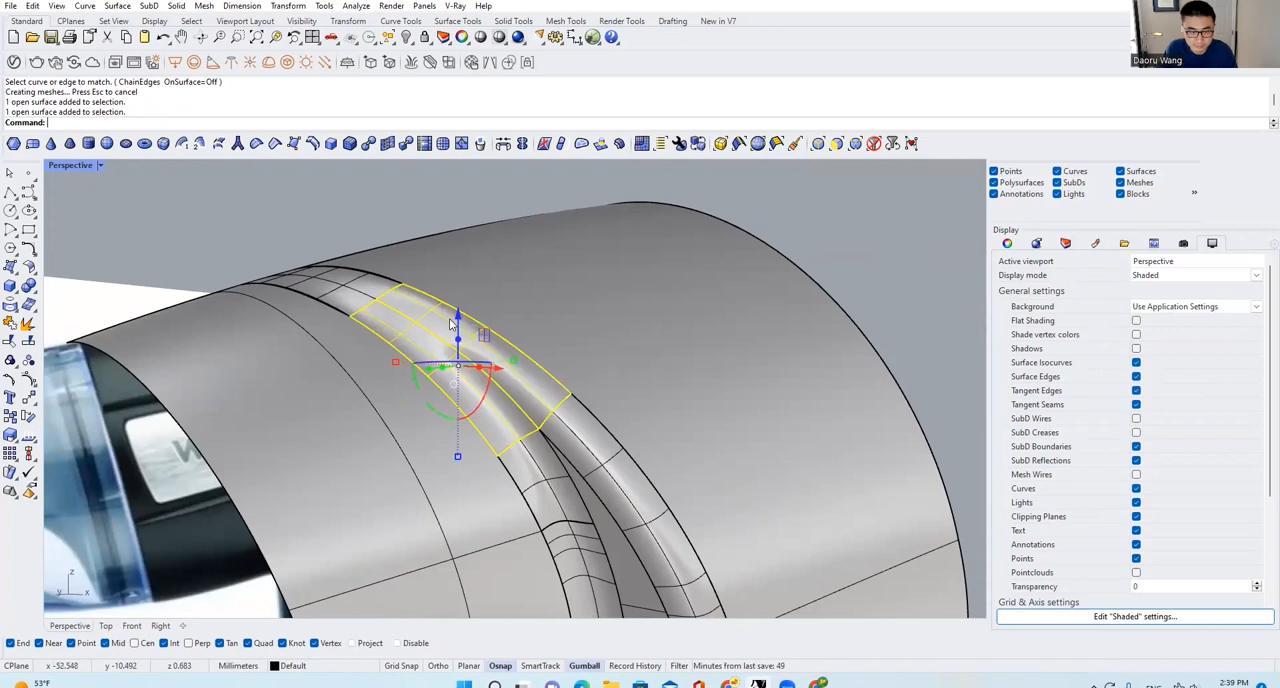 File Edit View Curve Surface SubD Solid Mesh Dimension Transform Tools Analyze Render Panels V-Ray Help
Standard CPlanes Set View Display Select Viewport Layout Visibility Transform Curve Tools Surface Tools Solid Tools Mesh Tools Render Tools Drafting New in V7
Daoru Wang
Select curve or edge to match. ( ChainEdges OnSurface=Off )
Creating meshes... Press Esc to cancel
1 open surface added to selection.
1 open surface added to selection.
Command:
Perspective
Points Curves Surfaces
Polysurfaces SubDs Meshes
Annotations Lights Blocks
Display
Active viewport Perspective
Display mode Shaded
General settings
Background Use Application Settings
Flat Shading
Shade vertex colors
Shadows
Surface Isocurves
Surface Edges
Tangent Edges
Tangent Seams
SubD Wires
SubD Creases
SubD Boundaries
SubD Reflections
Mesh Wires
Curves
Lights
Clipping Planes
Text
Annotations
Points
Pointclouds
Transparency 0
Grid & Axis settings
Edit "Shaded" settings...
z
y x
Perspective Top Front Right
End Near Point Mid Cen Int Perp Tan Quad Knot Vertex Project Disable
CPlane x -52.548 y -10.492 z 0.683 Millimeters Default Grid Snap Ortho Planar Osnap SmartTrack Gumball Record History Filter Minutes from last save: 49
53°F
ENG
2:39 PM